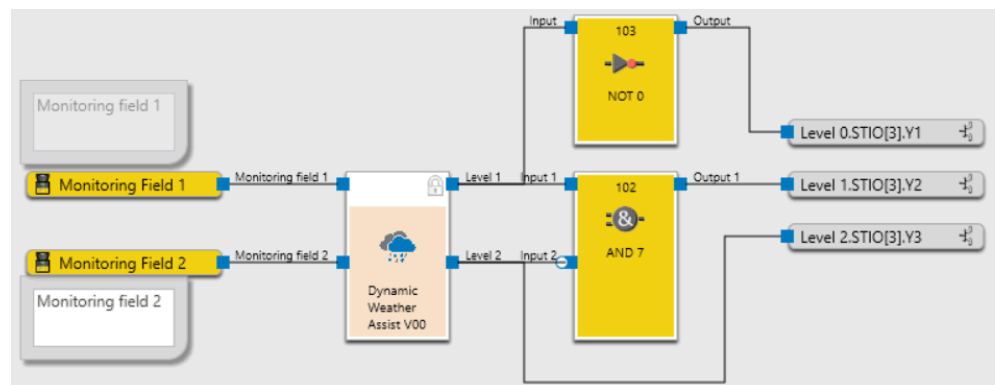 Input
103
Output
NOT 0
Monitoring field 1
Level 0.STIO[3].Y1
Monitoring Field 1
Monitoring field 1
Level 1
Input 1
102
Output 1
Level 1.STIO[3].Y2
&
AND 7
Level 2.STIO[3].Y3
Monitoring Field 2
Monitoring field 2
Level 2
Input 2
Monitoring field 2
Dynamic
Weather
Assist V00